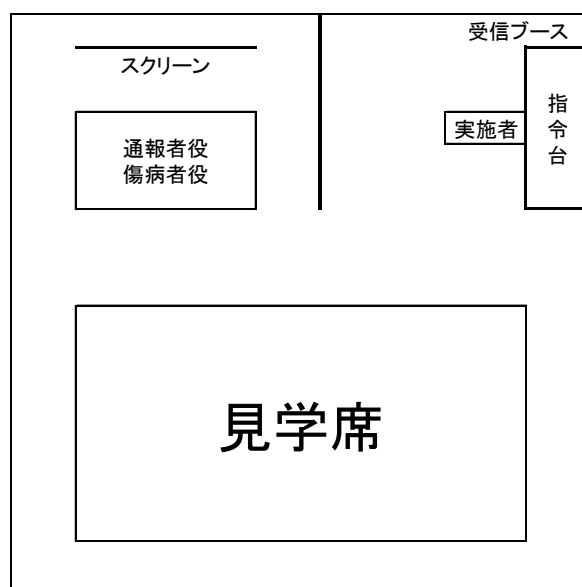 受信ブース
スクリーン
指令台
実施者
通報者役
傷病者役
見学席